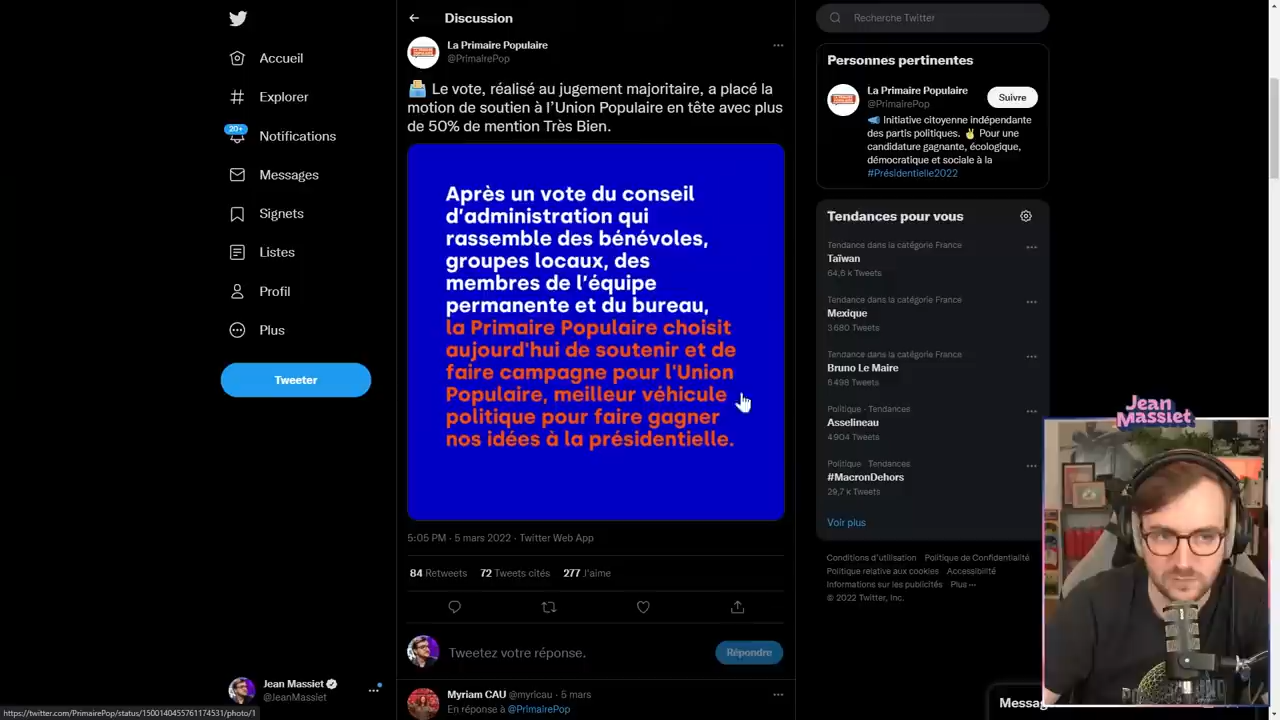 Discussion
Accueil
Explorer
20+
Notifications
Messages
Signets
Listes
Profil
Plus
Tweeter
Jean Massiet
@JeanMassiet
La Primaire Populaire
@PrimairePop
Le vote, réalisé au jugement majoritaire, a placé la
motion de soutien à l'Union Populaire en tête avec plus
de 50% de mention Très Bien.
Après un vote du conseil
d'administration qui
rassemble des bénévoles,
groupes locaux, des
membres de l'équipe
permanente et du bureau,
la Primaire Populaire choisit
aujourd'hui de soutenir et de
faire campagne pour l'Union
Populaire, meilleur véhicule
politique pour faire gagner
nos idées à la présidentielle.
5:05 PM · 5 mars 2022 · Twitter Web App
84 Retweets 72 Tweets cités 277 J'aime
Tweetez votre réponse.
Répondre
Myriam CAU @myricau · 5 mars
En réponse à @PrimairePop
Recherche Twitter
Personnes pertinentes
La Primaire Populaire
@PrimairePop
Suivre
Initiative citoyenne indépendante
des partis politiques. Pour une
candidature gagnante, écologique,
démocratique et sociale à la
#Présidentielle2022
Tendances pour vous
Tendance dans la catégorie France
Taïwan
64,6 k Tweets
Tendance dans la catégorie France
Mexique
3 680 Tweets
Tendance dans la catégorie France
Bruno Le Maire
5 498 Tweets
Politique · Tendances
Asselineau
4 904 Tweets
Politique · Tendances
#MacronDehors
29,7 k Tweets
Voir plus
Conditions d'utilisation Politique de Confidentialité
Politique relative aux cookies Accessibilité
Informations sur les publicités Plus
© 2022 Twitter, Inc.
Jean
Massiet
https://twitter.com/PrimairePop/status/1500140455761174531/photo/1